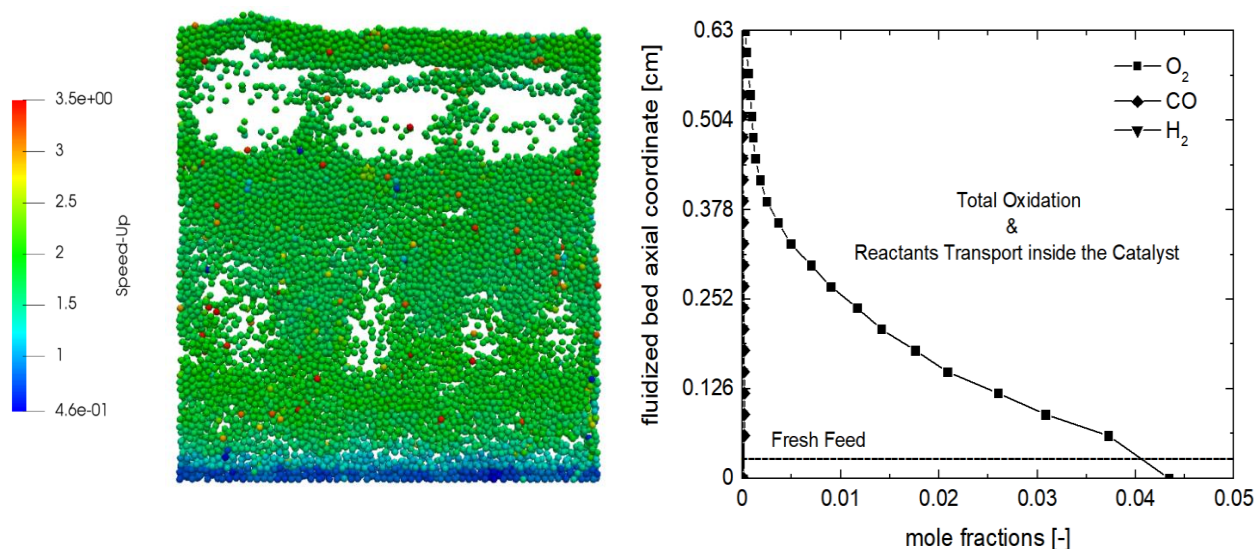 3.5e+00
3
2.5
2
1.5
1
4.6e-01
Speed-Up
fluidized bed axial coordinate [cm]
0.63
0.504
0.378
0.252
0.126
0
O2
CO
H2
Total Oxidation
&
Reactants Transport inside the Catalyst
Fresh Feed
0
0.01
0.02
0.03
0.04
0.05
mole fractions [-]